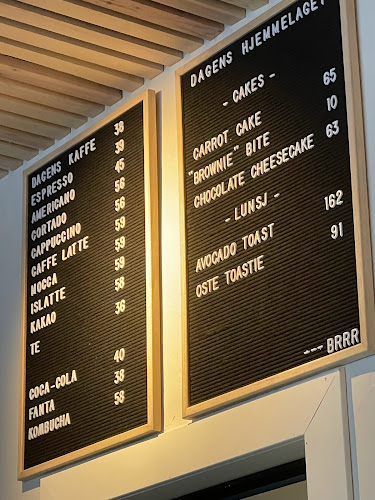 DAGENS KAFFE 38
ESPRESSO 39
AMERICANO 45
CORTADO 56
CAPPUCCINO 56
CAFFE LATTE 59
MOCCA 59
ISLATTE 59
KAKAO 58
TE 36
COCA-COLA 40
FANTA 38
KOMBUCHA 58
DAGENS HJEMMELAGET
- CAKES -
CARROT CAKE 65
"BROWNIE" BITE 10
CHOCOLATE CHEESECAKE 63
- LUNSJ -
AVOCADO TOAST 162
OSTE TOASTIE 91
BRRR